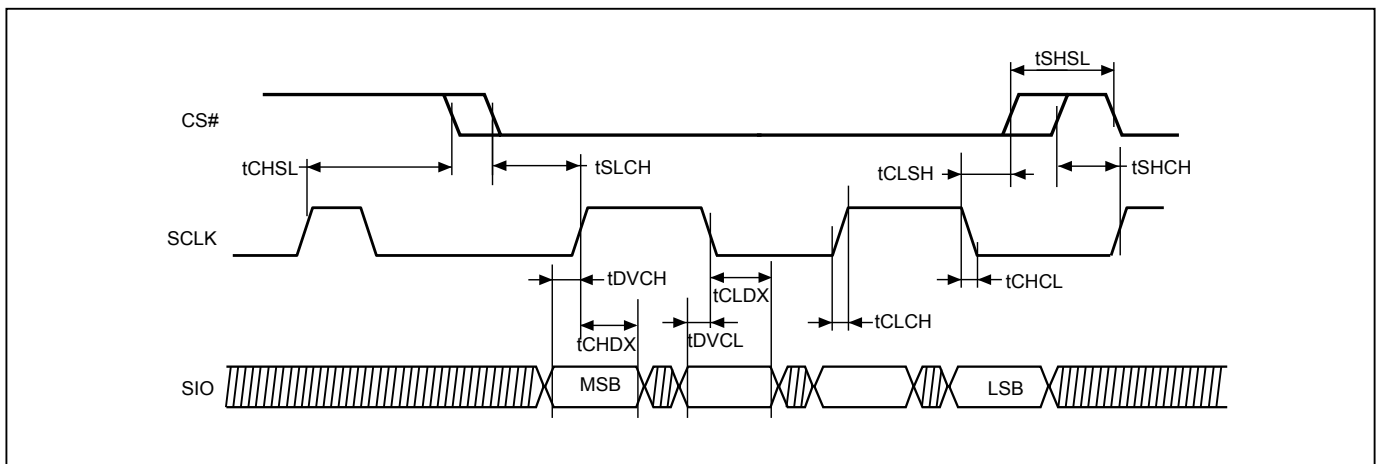 tSHSL
CS#
tCHSL
tSLCH
tCLSH
tSHCH
SCLK
tDVCH
tCLDX
tCHCL
tCLCH
tCHDX
tDVCL
SIO
MSB
LSB